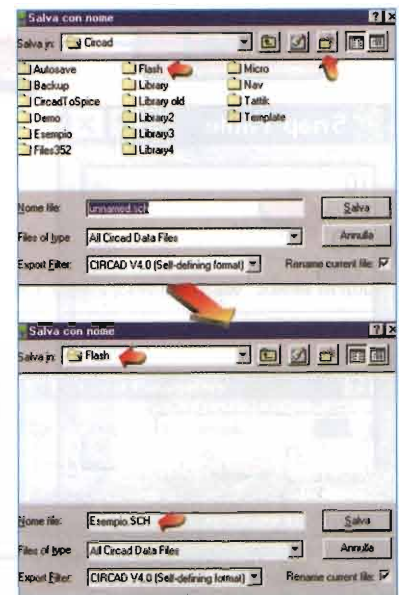 Salva con nome
Salva in: Circad
Autosave
Backup
CircadToSpice
Demo
Esempio
Files352
Flash
Library
Library old
Library2
Library3
Library4
Micro
Nav
Tattik
Template
Nome file: unnamed.sch Salva
Files of type All Circad Data Files Annulla
Export Filter: CIRCAD V4.0 (Self-defining format) Rename current file:
Salva con nome
Salva in: Flash
Nome file: Esempio.SCH Salva
Files of type All Circad Data Files Annulla
Export Filter: CIRCAD V4.0 (Self-defining format) Rename current file: